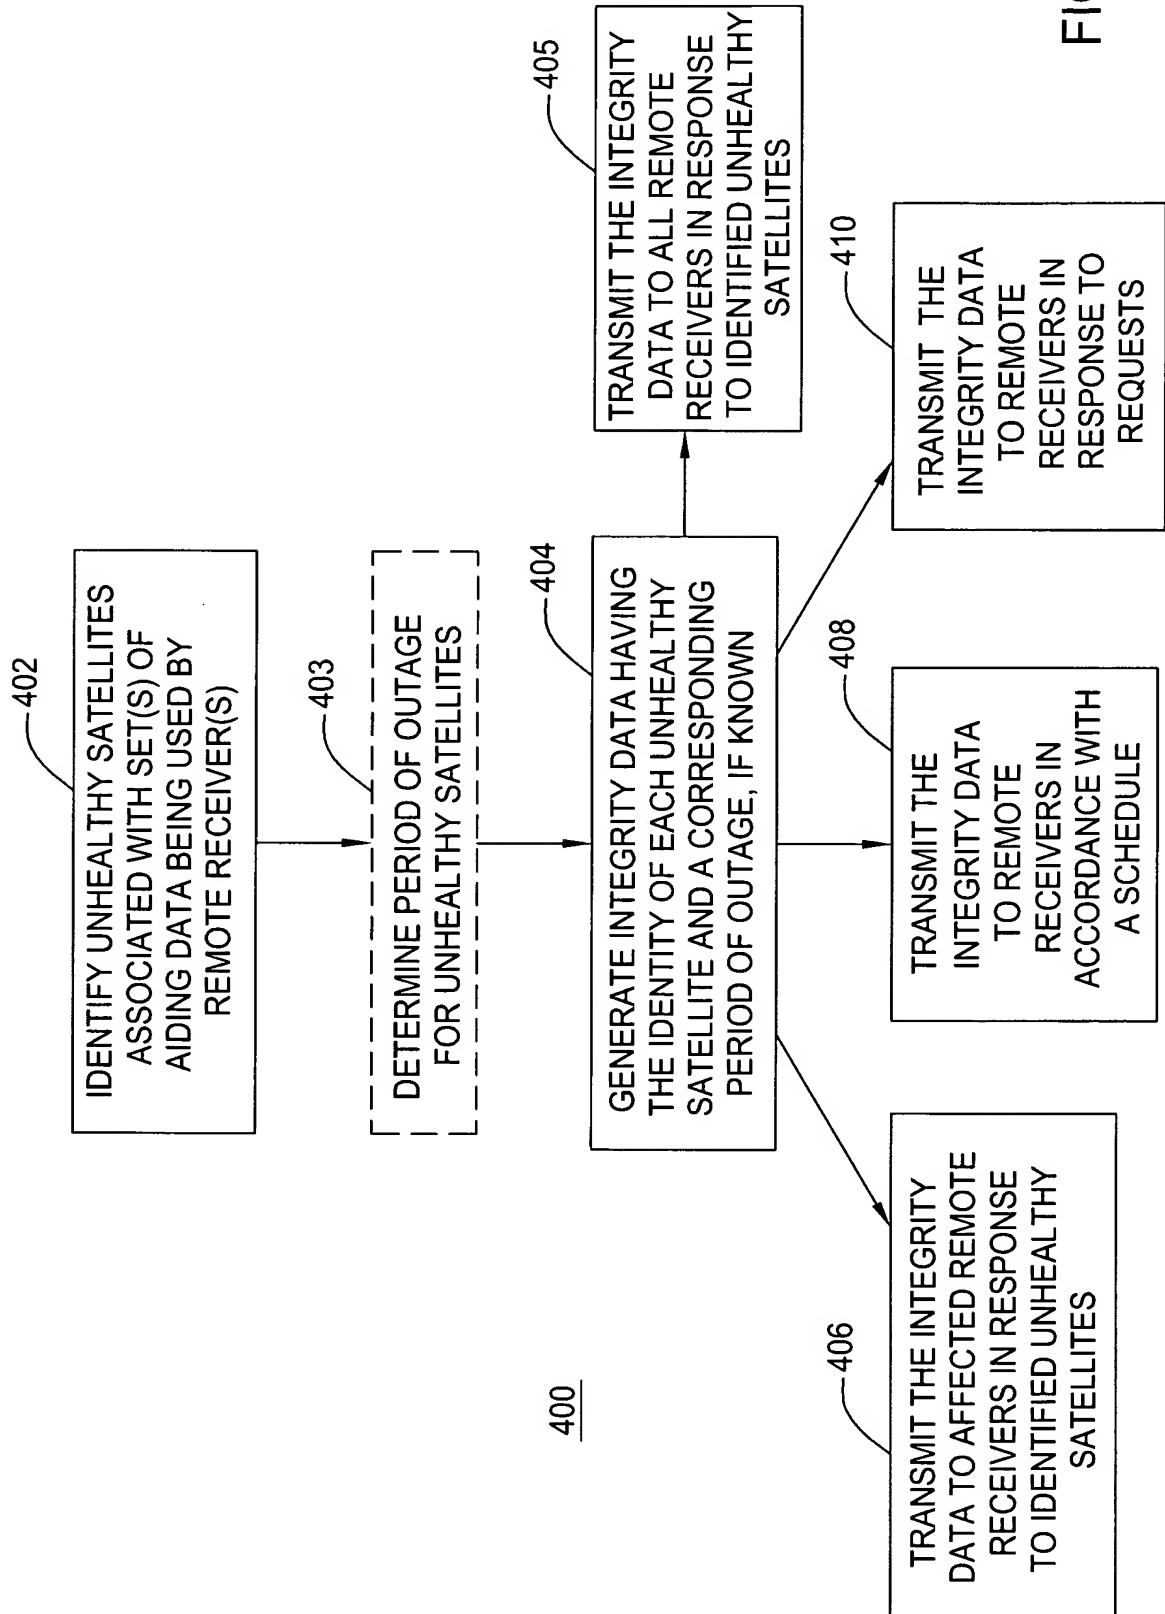 400
402
IDENTIFY UNHEALTHY SATELLITES
ASSOCIATED WITH SET(S) OF
AIDING DATA BEING USED BY
REMOTE RECEIVER(S)
403
DETERMINE PERIOD OF OUTAGE
FOR UNHEALTHY SATELLITES
404
GENERATE INTEGRITY DATA HAVING
THE IDENTITY OF EACH UNHEALTHY
SATELLITE AND A CORRESPONDING
PERIOD OF OUTAGE, IF KNOWN
405
TRANSMIT THE INTEGRITY
DATA TO ALL REMOTE
RECEIVERS IN RESPONSE
TO IDENTIFIED UNHEALTHY
SATELLITES
406
TRANSMIT THE INTEGRITY
DATA TO AFFECTED REMOTE
RECEIVERS IN RESPONSE
TO IDENTIFIED UNHEALTHY
SATELLITES
408
TRANSMIT THE
INTEGRITY DATA
TO REMOTE
RECEIVERS IN
ACCORDANCE WITH
A SCHEDULE
410
TRANSMIT THE
INTEGRITY DATA
TO REMOTE
RECEIVERS IN
RESPONSE TO
REQUESTS